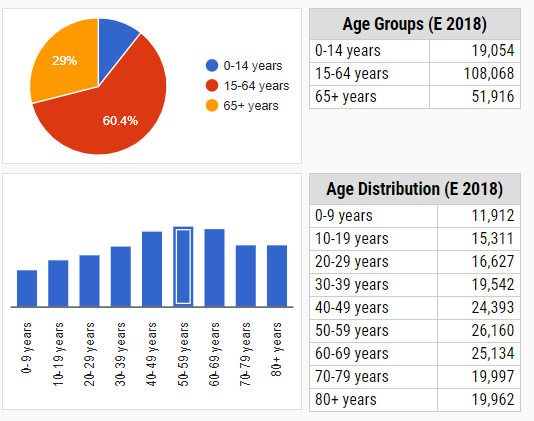 29%
60.4%
0-14 years
15-64 years
65+ years
Age Groups (E 2018)
0-14 years 19,054
15-64 years 108,068
65+ years 51,916
0-9 years
10-19 years
20-29 years
30-39 years
40-49 years
50-59 years
60-69 years
70-79 years
80+ years
Age Distribution (E 2018)
0-9 years 11,912
10-19 years 15,311
20-29 years 16,627
30-39 years 19,542
40-49 years 24,393
50-59 years 26,160
60-69 years 25,134
70-79 years 19,997
80+ years 19,962